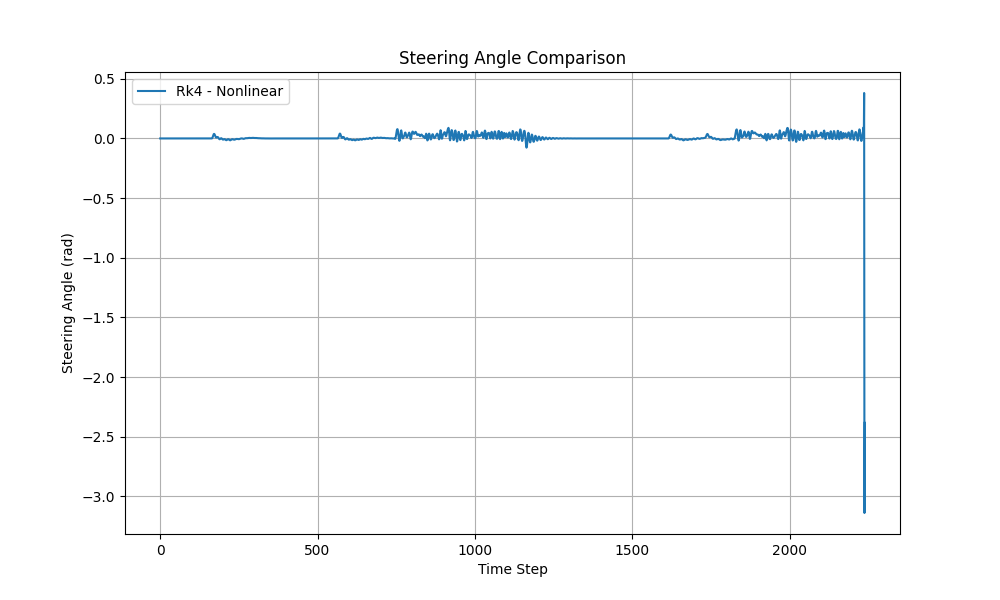 Steering Angle Comparison
Rk4 - Nonlinear
Steering Angle (rad)
0.5
0.0
−0.5
−1.0
−1.5
−2.0
−2.5
−3.0
0 500 1000 1500 2000
Time Step